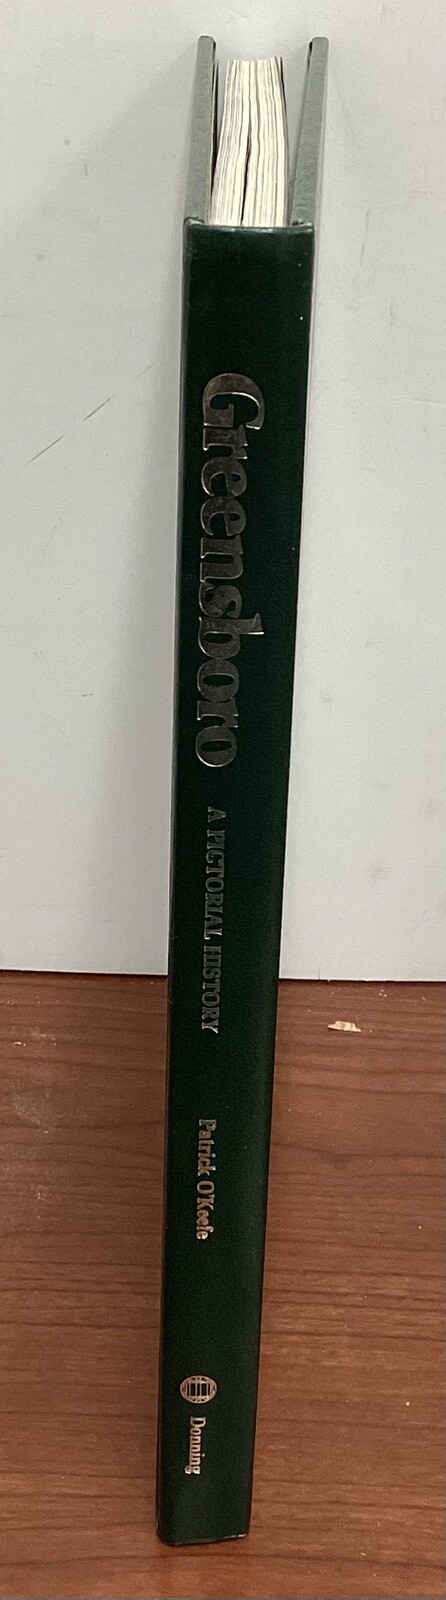 Greensboro
A PICTORIAL HISTORY
Patrick O'Keefe
Donning